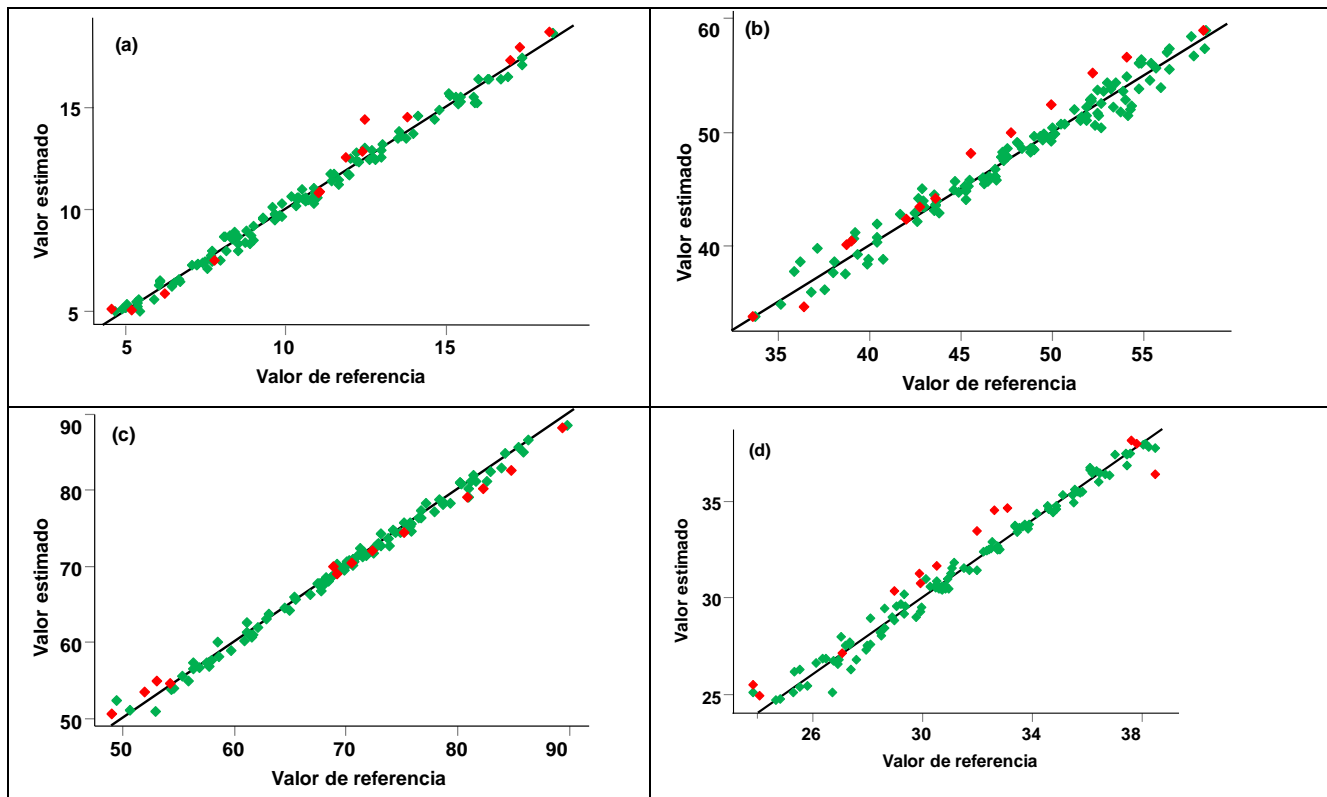 (a)
Valor estimado
15
10
5
5 10 15
Valor de referencia
(b)
Valor estimado
60
50
40
35 40 45 50 55
Valor de referencia
(c)
Valor estimado
90
80
70
60
50
50 60 70 80 90
Valor de referencia
(d)
Valor estimado
35
30
25
26 30 34 38
Valor de referencia